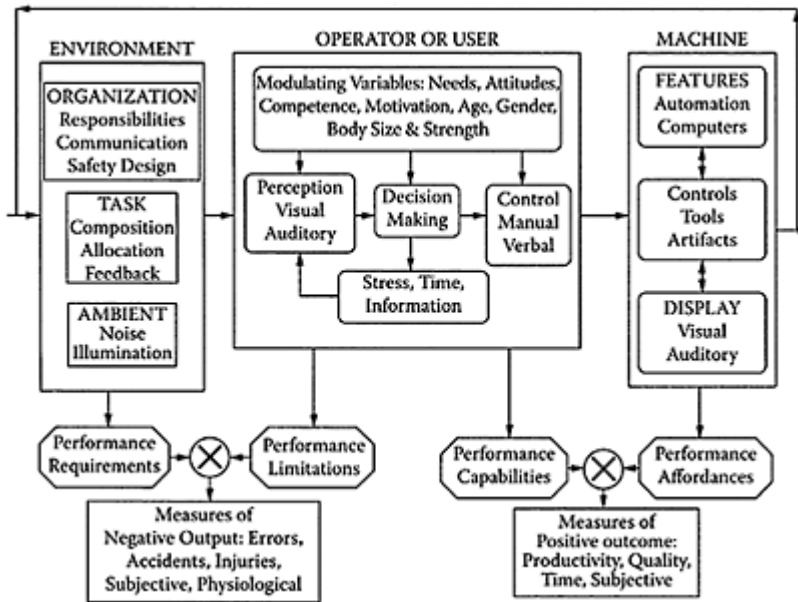 ENVIRONMENT
ORGANIZATION
Responsibilities
Communication
Safety Design
TASK
Composition
Allocation
Feedback
AMBIENT
Noise
Illumination
OPERATOR OR USER
Modulating Variables: Needs, Attitudes,
Competence, Motivation, Age, Gender,
Body Size & Strength
Perception
Visual
Auditory
Decision
Making
Control
Manual
Verbal
Stress, Time,
Information
MACHINE
FEATURES
Automation
Computers
Controls
Tools
Artifacts
DISPLAY
Visual
Auditory
Performance
Requirements
Performance
Limitations
Performance
Capabilities
Performance
Affordances
Measures of
Negative Output: Errors,
Accidents, Injuries,
Subjective, Physiological
Measures of
Positive outcome:
Productivity, Quality,
Time, Subjective